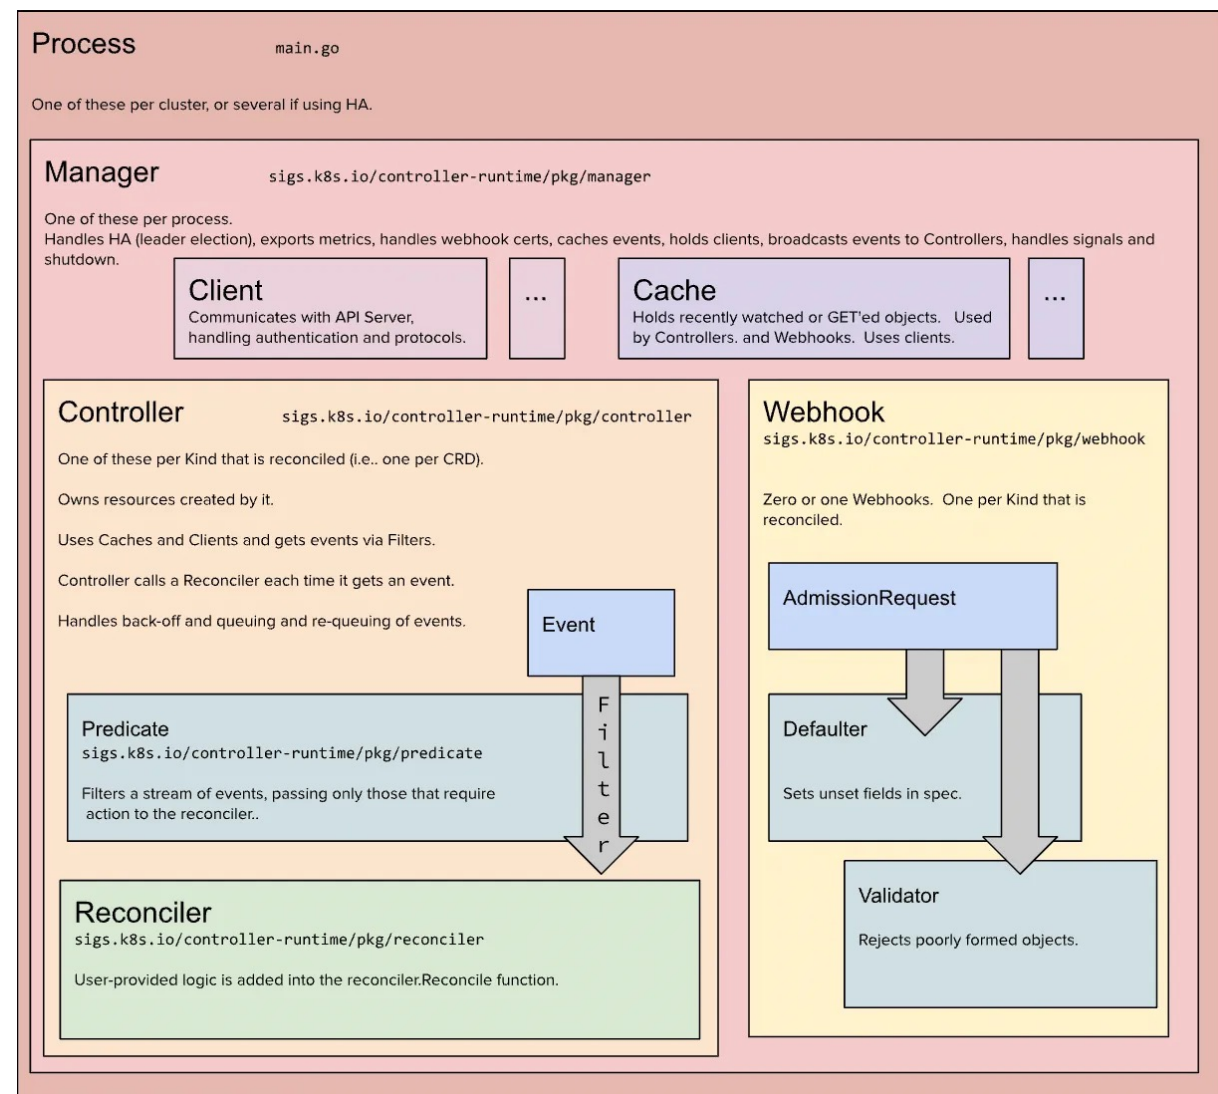 Process
main.go
One of these per cluster, or several if using HA.
Manager
sigs.k8s.io/controller-runtime/pkg/manager
One of these per process.
Handles HA (leader election), exports metrics, handles webhook certs, caches events, holds clients, broadcasts events to Controllers, handles signals and
shutdown.
Client
Communicates with API Server,
handling authentication and protocols.
...
Cache
Holds recently watched or GET'ed objects. Used
by Controllers. and Webhooks. Uses clients.
...
Controller
sigs.k8s.io/controller-runtime/pkg/controller
One of these per Kind that is reconciled (i.e.. one per CRD).
Owns resources created by it.
Uses Caches and Clients and gets events via Filters.
Controller calls a Reconciler each time it gets an event.
Handles back-off and queuing and re-queuing of events.
Event
Filter
Predicate
sigs.k8s.io/controller-runtime/pkg/predicate
Filters a stream of events, passing only those that require
action to the reconciler..
Reconciler
sigs.k8s.io/controller-runtime/pkg/reconciler
User-provided logic is added into the reconciler.Reconcile function.
Webhook
sigs.k8s.io/controller-runtime/pkg/webhook
Zero or one Webhooks. One per Kind that is
reconciled.
AdmissionRequest
Defaulter
Sets unset fields in spec.
Validator
Rejects poorly formed objects.